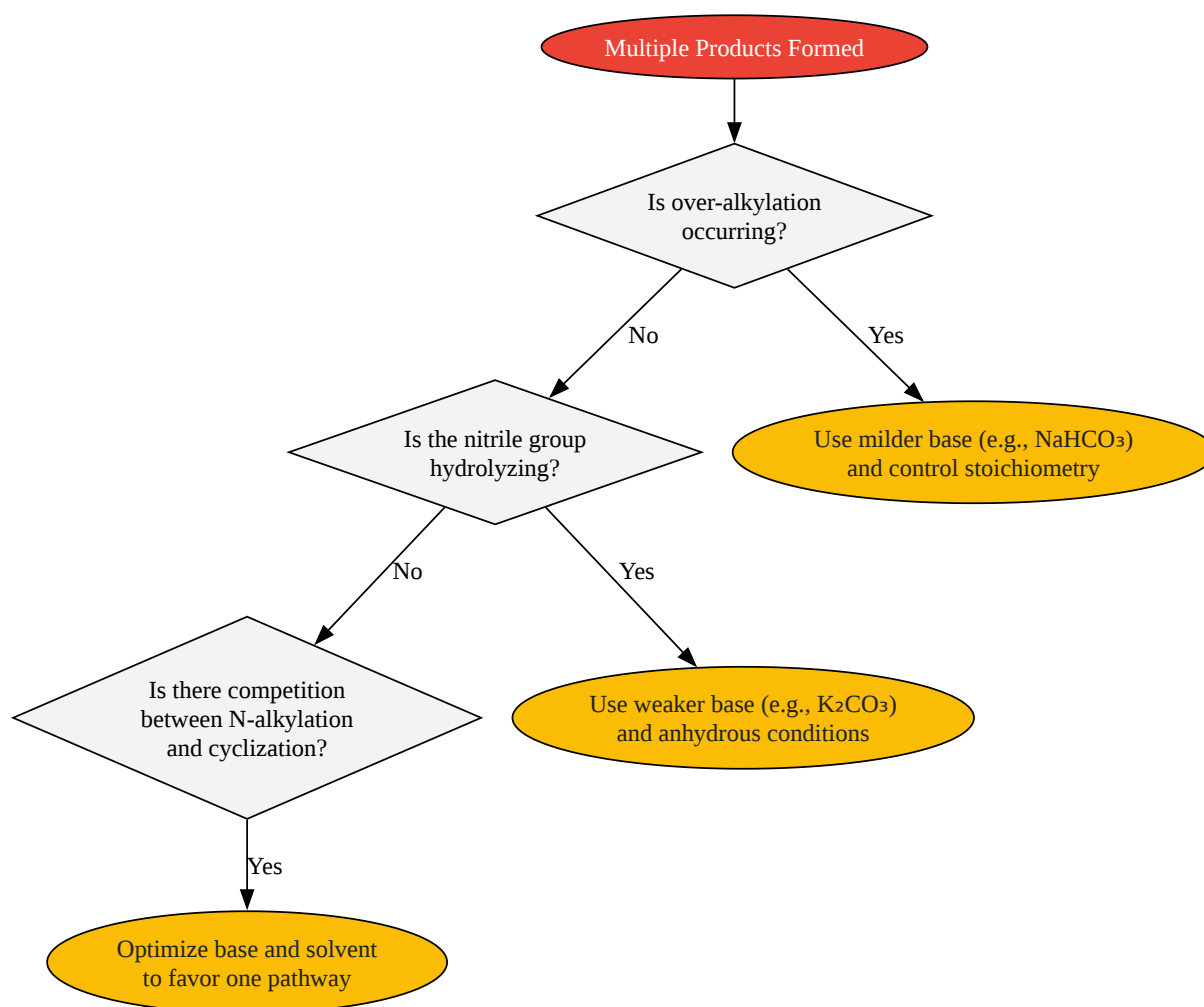 Multiple Products Formed
Is over-alkylation
occurring?
No
Yes
Is the nitrile group
hydrolyzing?
Use milder base (e.g., NaHCO₃)
and control stoichiometry
No
Yes
Is there competition
between N-alkylation
and cyclization?
Use weaker base (e.g., K₂CO₃)
and anhydrous conditions
Yes
Optimize base and solvent
to favor one pathway